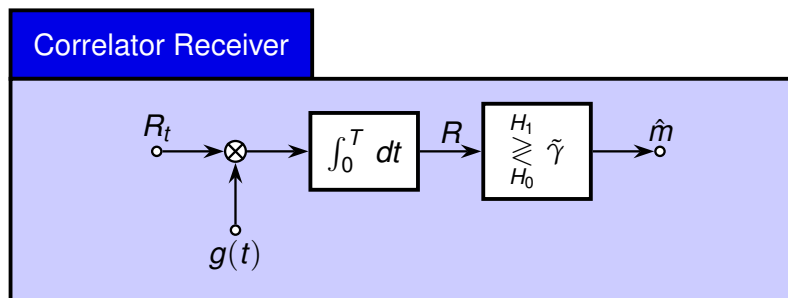 Correlator Receiver
R_t
∫_0^T dt
R
H_1
≷ γ̃
H_0
m̂
g(t)